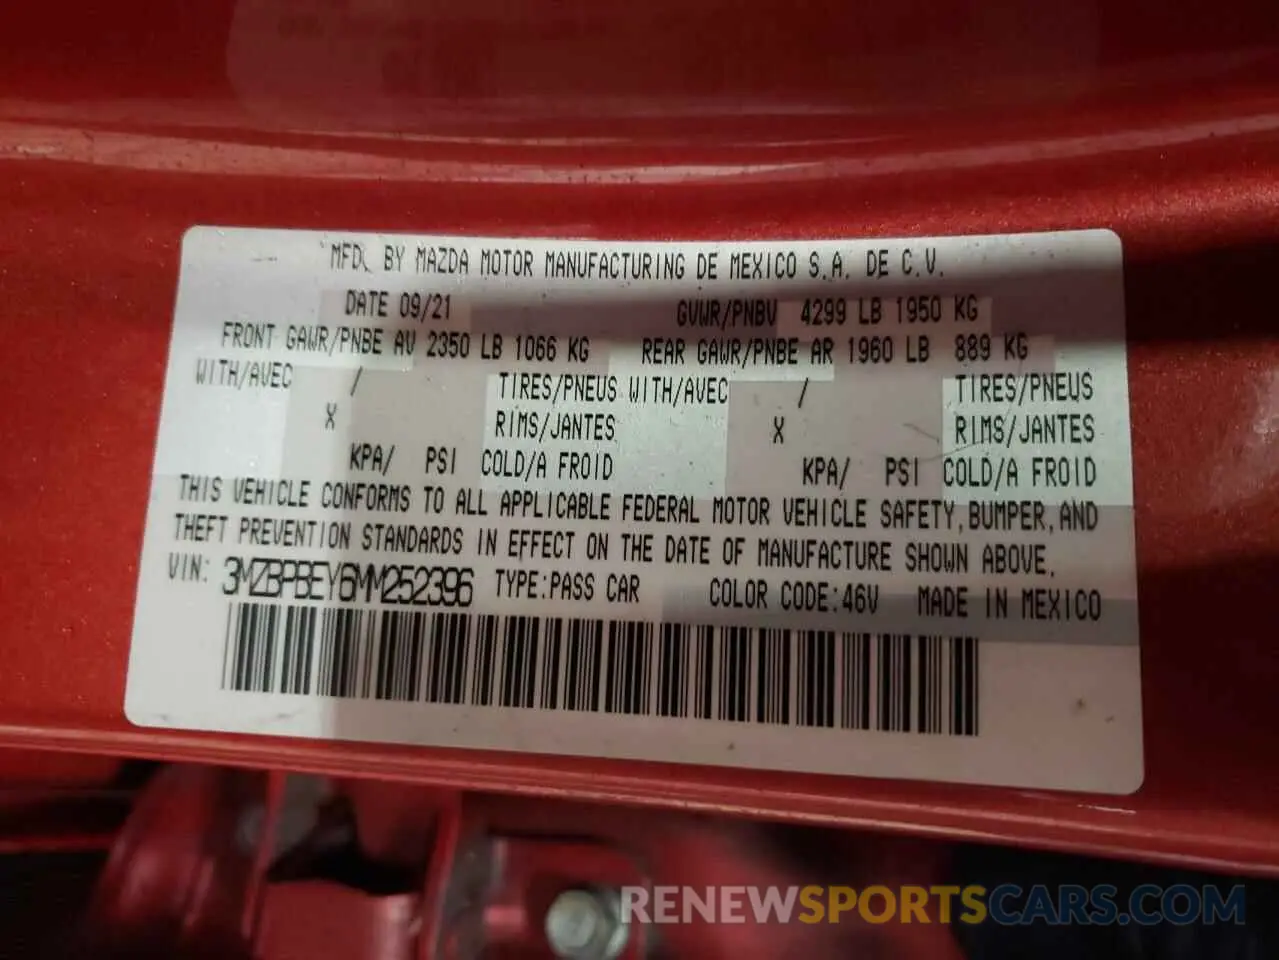 MFD. BY MAZDA MOTOR MANUFACTURING DE MEXICO S.A. DE C.V.
DATE 09/21 GVWR/PNBV 4299 LB 1950 KG
FRONT GAWR/PNBE AV 2350 LB 1066 KG REAR GAWR/PNBE AR 1960 LB 889 KG
WITH/AVEC / TIRES/PNEUS WITH/AVEC / TIRES/PNEUS
X RIMS/JANTES X RIMS/JANTES
KPA/ PSI COLD/A FROID KPA/ PSI COLD/A FROID
THIS VEHICLE CONFORMS TO ALL APPLICABLE FEDERAL MOTOR VEHICLE SAFETY, BUMPER, AND
THEFT PREVENTION STANDARDS IN EFFECT ON THE DATE OF MANUFACTURE SHOWN ABOVE.
VIN: 3MZBPBEY6MM252396 TYPE:PASS CAR COLOR CODE:46V MADE IN MEXICO
RENEWSPORTSCARS.COM